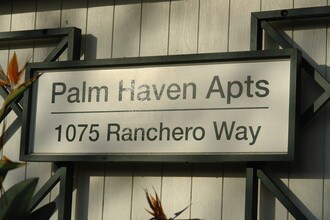 Palm Haven Apts
1075 Ranchero Way